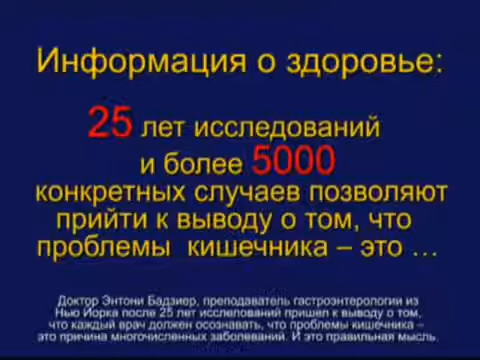 Информация о здоровье:
25 лет исследований
и более 5000
конкретных случаев позволяют
прийти к выводу о том, что
проблемы кишечника – это ...
Доктор Энтони Бадзиер, преподаватель гастроэнтерологии из
Нью Йорка после 25 лет исследований пришел к выводу о том,
что каждый врач должен осознавать, что проблемы кишечника –
это причина многочисленных заболеваний. И это правильная мысль.